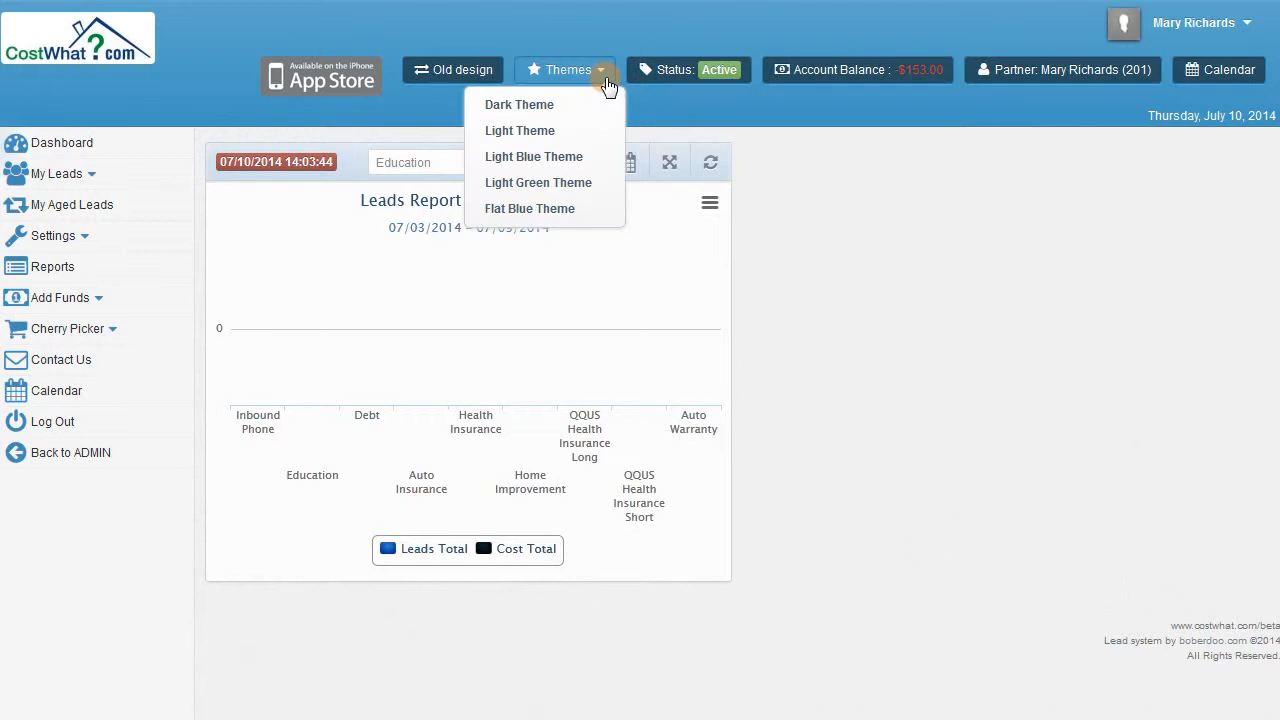 CostWhat?com
Mary Richards
Available on the iPhone
App Store
Old design
Themes
Status: Active
Account Balance : -$153.00
Partner: Mary Richards (201)
Calendar
Thursday, July 10, 2014
Dark Theme
Light Theme
Light Blue Theme
Light Green Theme
Flat Blue Theme
Dashboard
My Leads
My Aged Leads
Settings
Reports
Add Funds
Cherry Picker
Contact Us
Calendar
Log Out
Back to ADMIN
07/10/2014 14:03:44
Education
Leads Report
07/03/2014 - 07/09/2014
0
Inbound Phone
Education
Debt
Auto Insurance
Health Insurance
Home Improvement
QQUS Health Insurance Long
QQUS Health Insurance Short
Auto Warranty
Leads Total
Cost Total
www.costwhat.com/beta
Lead system by boberdoo.com ©2014
All Rights Reserved.